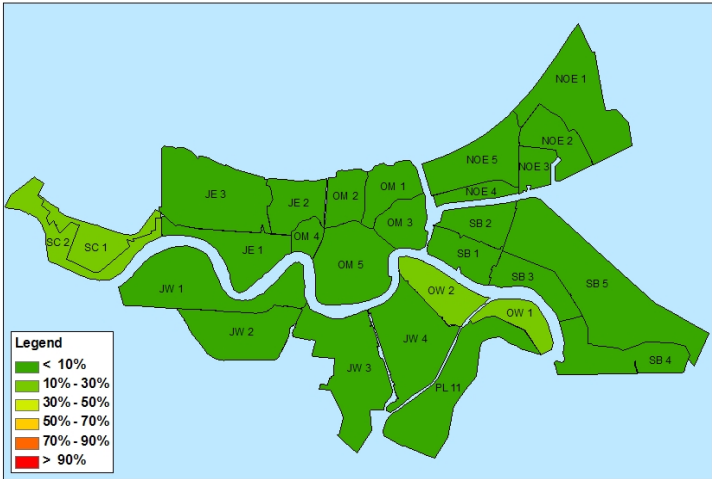 NOE 1
NOE 2
NOE 5
NOE 3
NOE 4
OM 1
OM 2
JE 3
JE 2
OM 3
SB 2
OM 4
SC 2
SC 1
JE 1
SB 1
OM 5
SB 3
SB 5
JW 1
OW 2
OW 1
JW 2
JW 4
SB 4
JW 3
PL 11
Legend
< 10%
10% - 30%
30% - 50%
50% - 70%
70% - 90%
> 90%